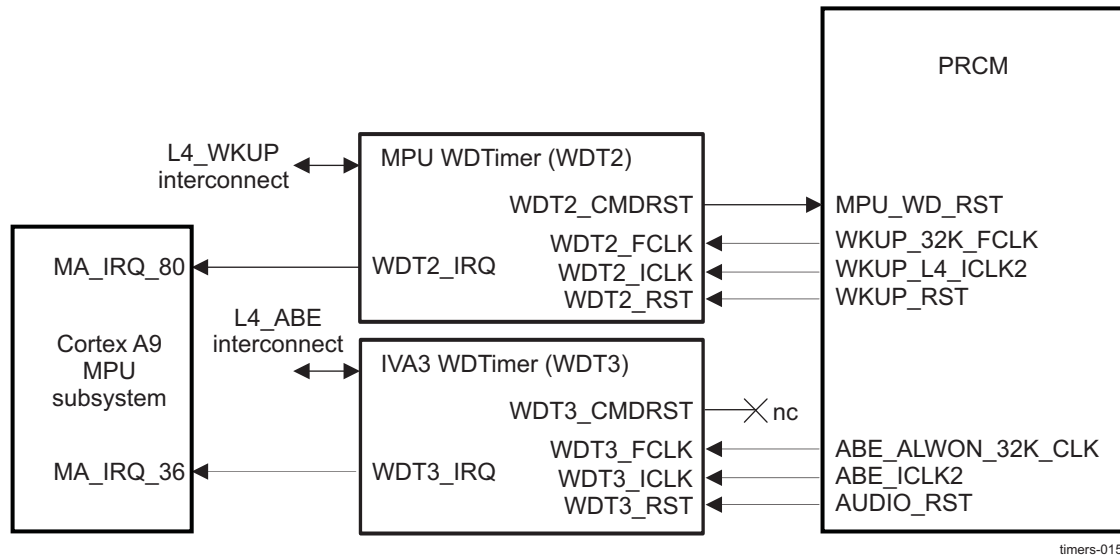 PRCM
L4_WKUP
interconnect
MPU WDTimer (WDT2)
WDT2_CMDRST
MPU_WD_RST
WDT2_FCLK
WKUP_32K_FCLK
MA_IRQ_80
WDT2_IRQ
WDT2_ICLK
WKUP_L4_ICLK2
WDT2_RST
WKUP_RST
L4_ABE
interconnect
Cortex A9
MPU
subsystem
IVA3 WDTimer (WDT3)
WDT3_CMDRST
nc
WDT3_FCLK
ABE_ALWON_32K_CLK
MA_IRQ_36
WDT3_IRQ
WDT3_ICLK
ABE_ICLK2
WDT3_RST
AUDIO_RST
timers-015